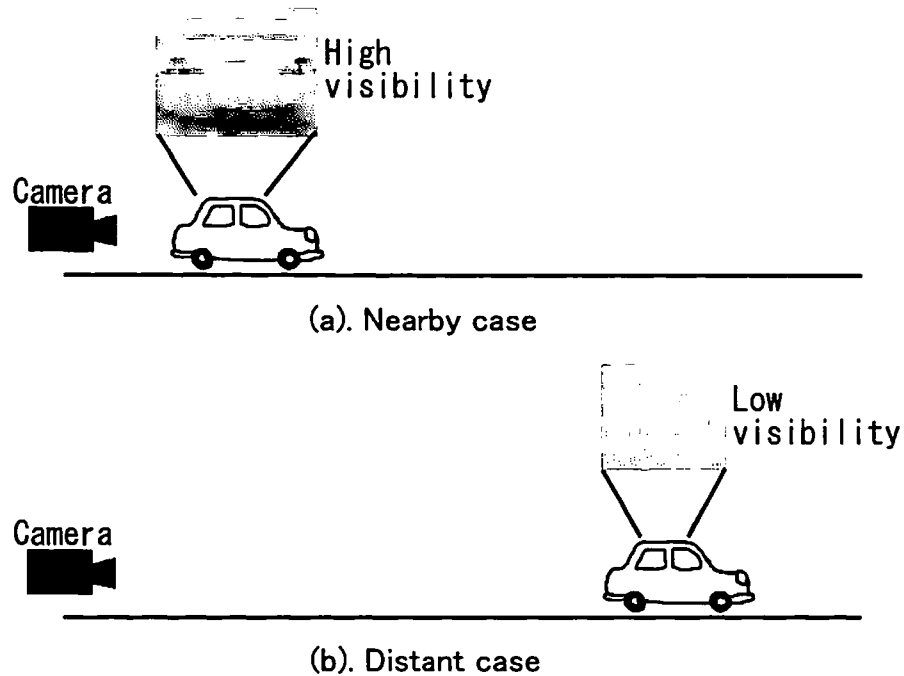 High
visibility
Camera
(a). Nearby case
Low
visibility
Camera
(b). Distant case